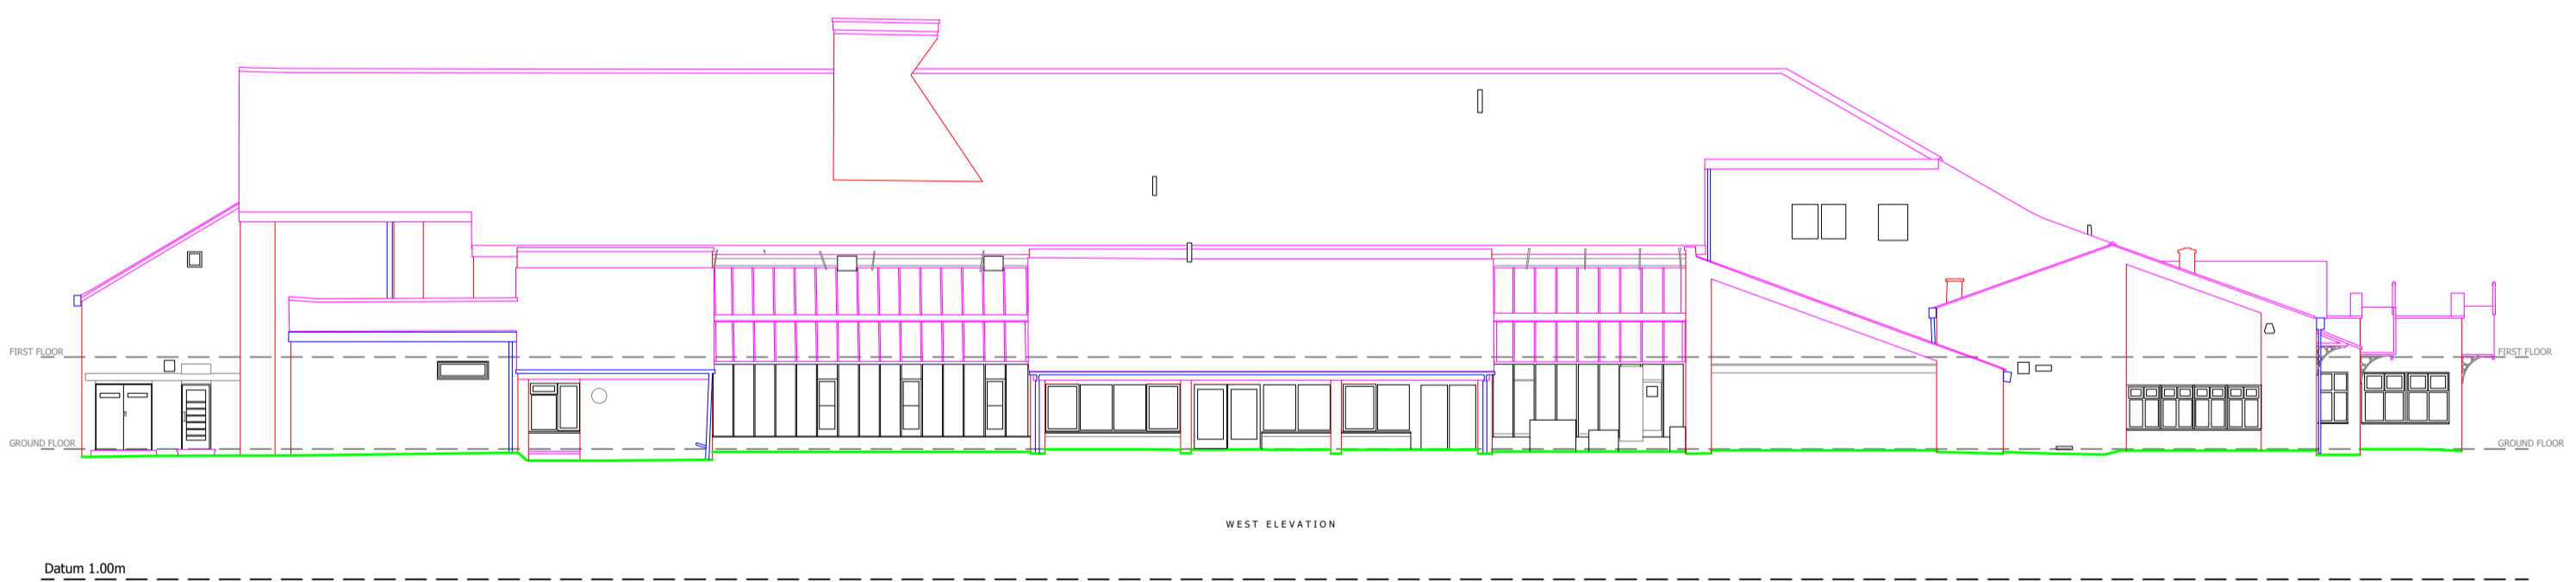 FIRST FLOOR
FIRST FLOOR
GROUND FLOOR
GROUND FLOOR
WEST ELEVATION
Datum 1.00m